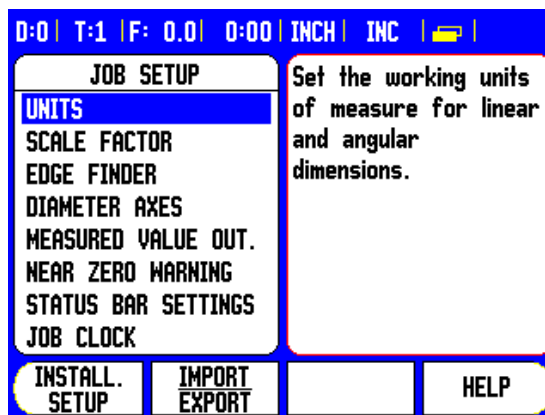 D:0 | T:1 | F: 0.0 | 0:00 | INCH | INC
JOB SETUP
UNITS
SCALE FACTOR
EDGE FINDER
DIAMETER AXES
MEASURED VALUE OUT.
NEAR ZERO WARNING
STATUS BAR SETTINGS
JOB CLOCK
Set the working units
of measure for linear
and angular
dimensions.
INSTALL.
SETUP
IMPORT
EXPORT
HELP